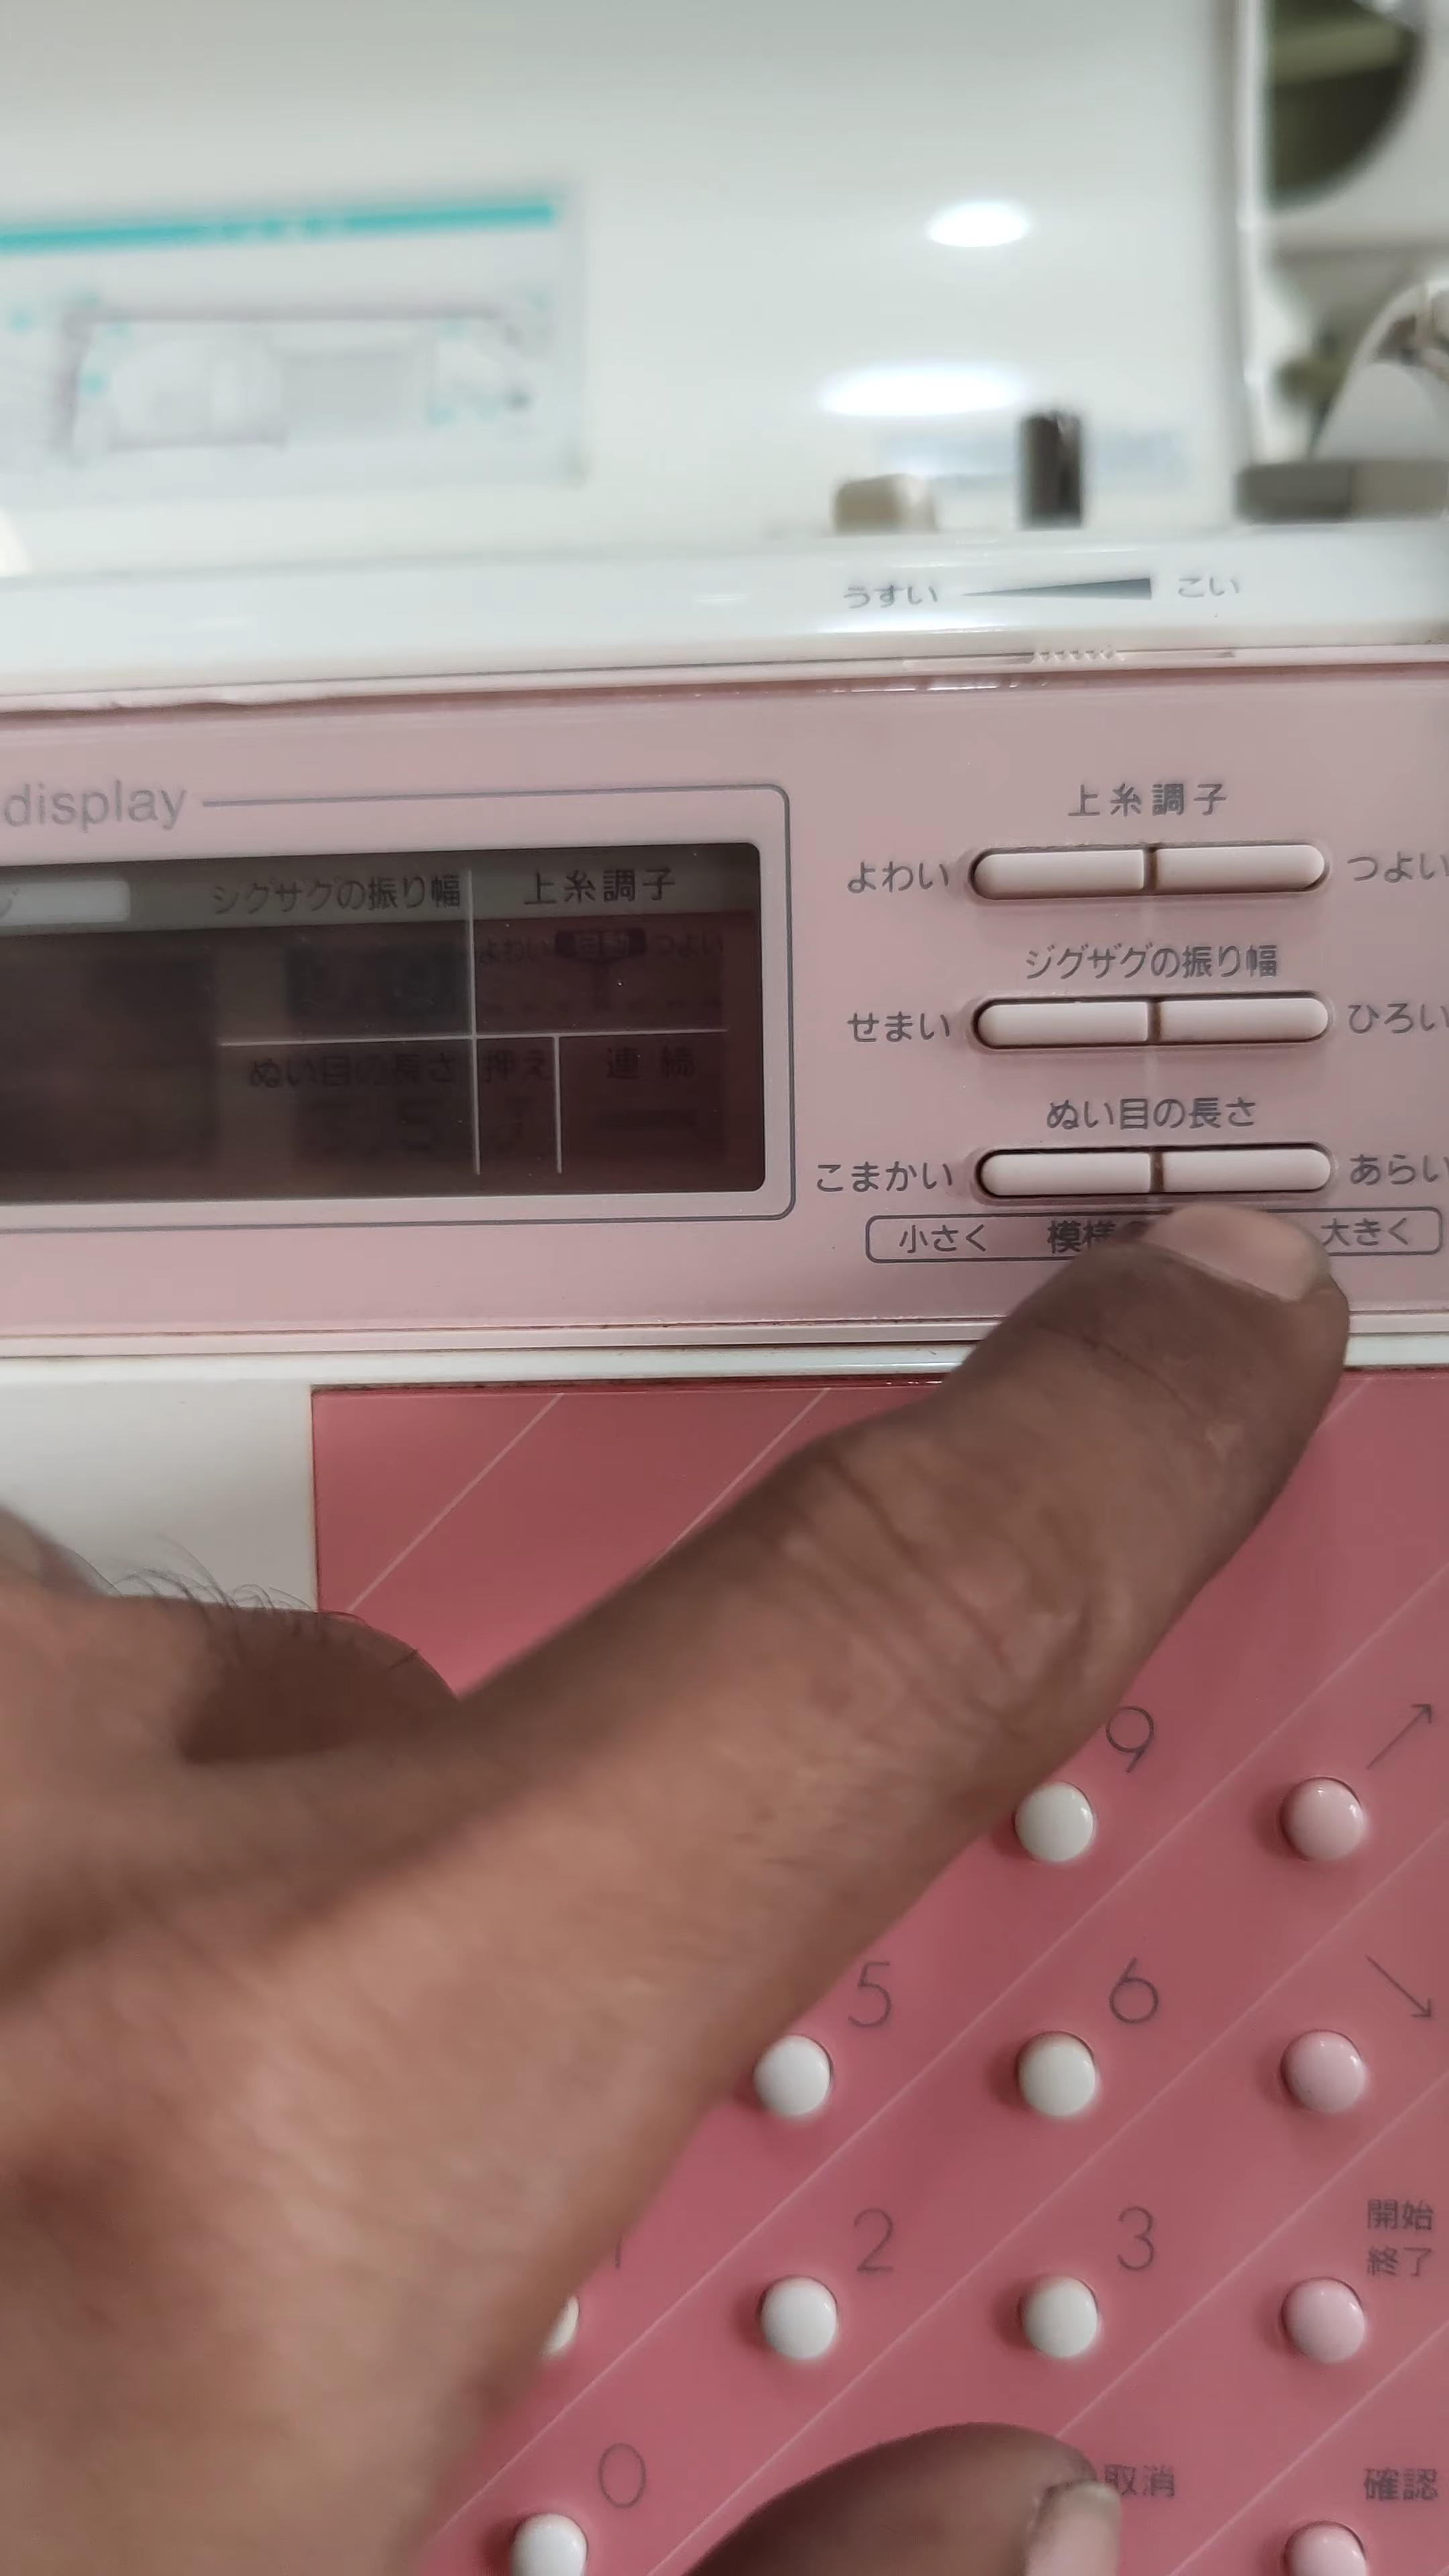 うすい こい
display
上糸調子
よわい つよい
ジグザグの振り幅
せまい ひろい
ぬい目の長さ
こまかい あらい
小さく 模様 大きく
ジグザグの振り幅 上糸調子
よわい つよい
ぬい目の長さ 押え 連続
9 ↗
5 6 ↘
1 2 3 開始
終了
0 取消 確認